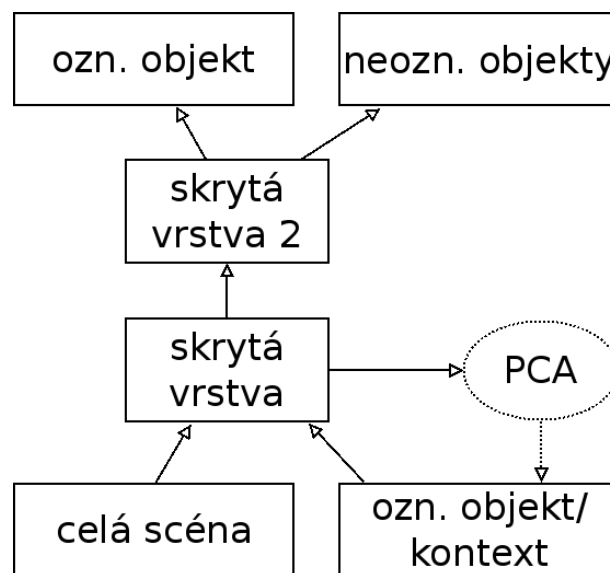 ozn. objekt
neozn. objekty
skrytá
vrstva 2
skrytá
vrstva
PCA
celá scéna
ozn. objekt/
kontext